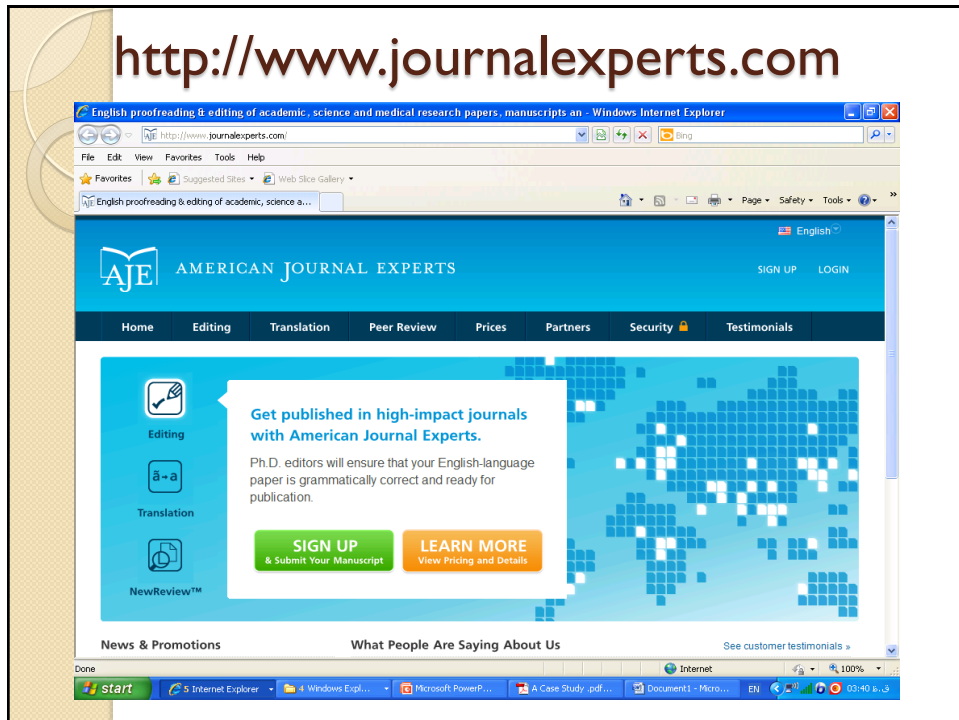 http://www.journalexperts.com
English proofreading & editing of academic, science and medical research papers, manuscripts an - Windows Internet Explorer
AJE http://www.journalexperts.com/ Bing
File Edit View Favorites Tools Help
Favorites Suggested Sites Web Slice Gallery
AJE English proofreading & editing of academic, science a... Page Safety Tools »
English
AJE AMERICAN JOURNAL EXPERTS SIGN UP LOGIN
Home Editing Translation Peer Review Prices Partners Security Testimonials
Get published in high-impact journals
with American Journal Experts.
Ph.D. editors will ensure that your English-language
paper is grammatically correct and ready for
publication.
SIGN UP
& Submit Your Manuscript
LEARN MORE
View Pricing and Details
Editing
ã→a
Translation
NewReview™
News & Promotions What People Are Saying About Us See customer testimonials »
Done Internet 100%
start 5 Internet Explorer 4 Windows Expl... Microsoft PowerP... A Case Study .pdf... Document1 - Micro... EN 03:40 ق.ظ